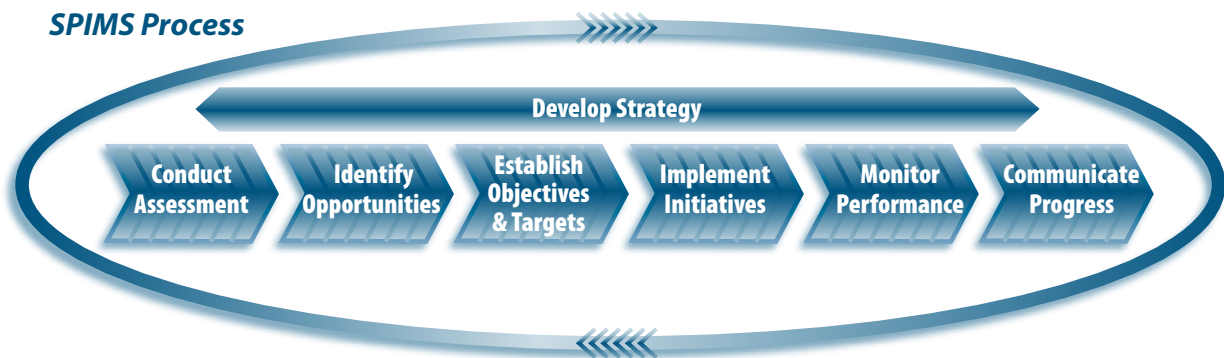 SPIMS Process
Develop Strategy
Conduct
Assessment
Identify
Opportunities
Establish
Objectives
& Targets
Implement
Initiatives
Monitor
Performance
Communicate
Progress